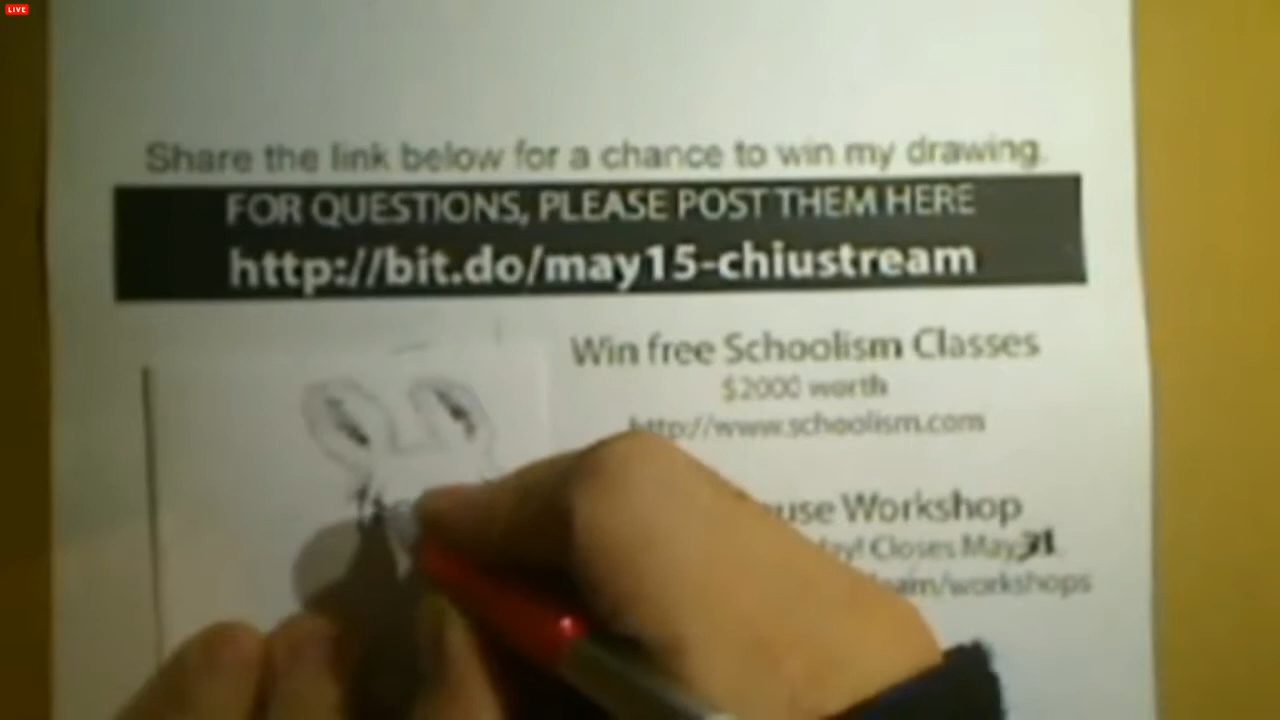 LIVE
Share the link below for a chance to win my drawing.
FOR QUESTIONS, PLEASE POST THEM HERE
http://bit.do/may15-chiustream
Win free Schoolism Classes
$2000 worth
http://www.schoolism.com
Workshop
Closes May 31
/workshops